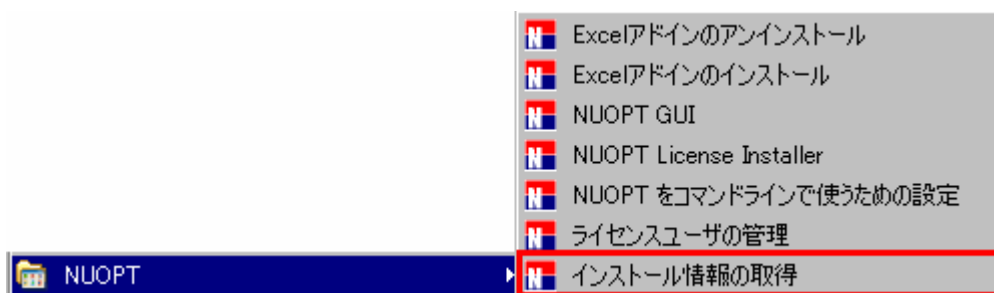 Excelアドインのアンインストール
Excelアドインのインストール
NUOPT GUI
NUOPT License Installer
NUOPT をコマンドラインで使うための設定
ライセンスユーザの管理
NUOPT
インストール情報の取得